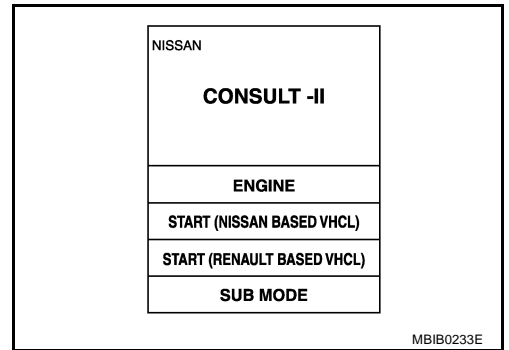 NISSAN
CONSULT -II
ENGINE
START (NISSAN BASED VHCL)
START (RENAULT BASED VHCL)
SUB MODE
MBIB0233E